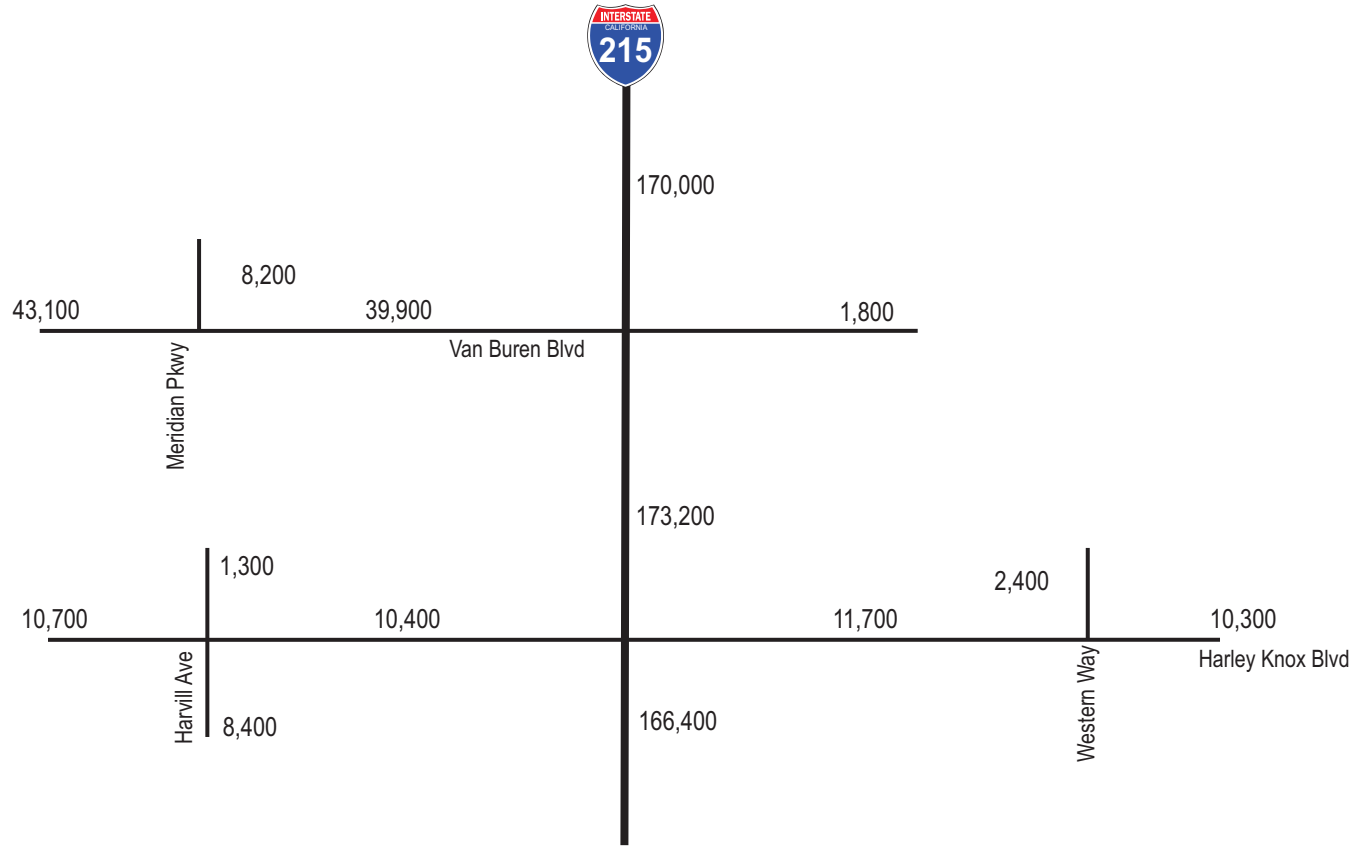 INTERSTATE
CALIFORNIA
215
170,000
8,200
43,100
39,900
1,800
Van Buren Blvd
Meridian Pkwy
173,200
1,300
2,400
10,700
10,400
11,700
10,300
Harvill Ave
Western Way
Harley Knox Blvd
8,400
166,400